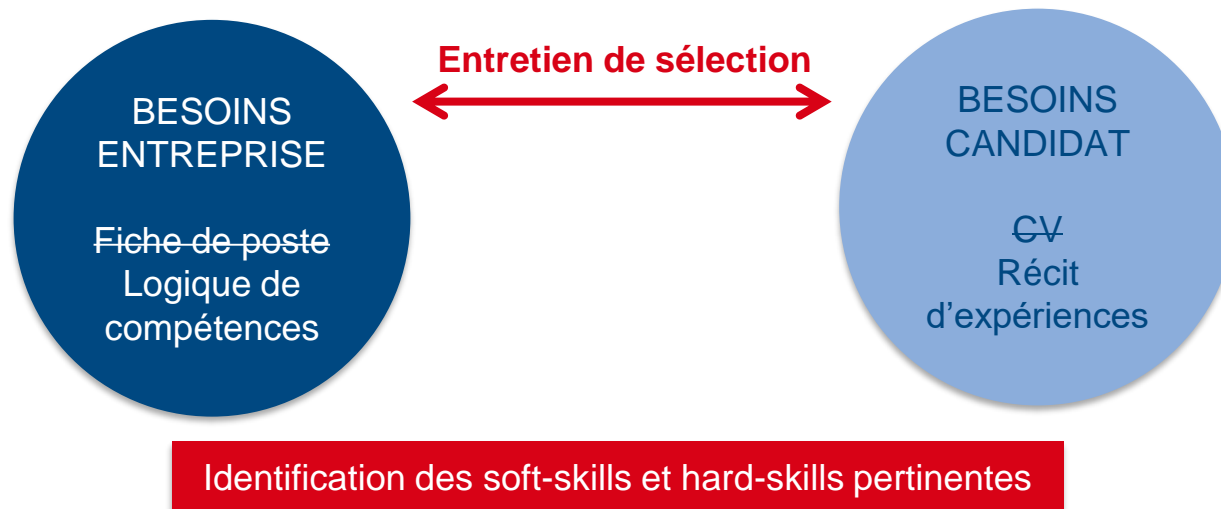 Entretien de sélection
BESOINS
ENTREPRISE
Fiche de poste
Logique de
compétences
BESOINS
CANDIDAT
CV
Récit
d’expériences
Identification des soft-skills et hard-skills pertinentes